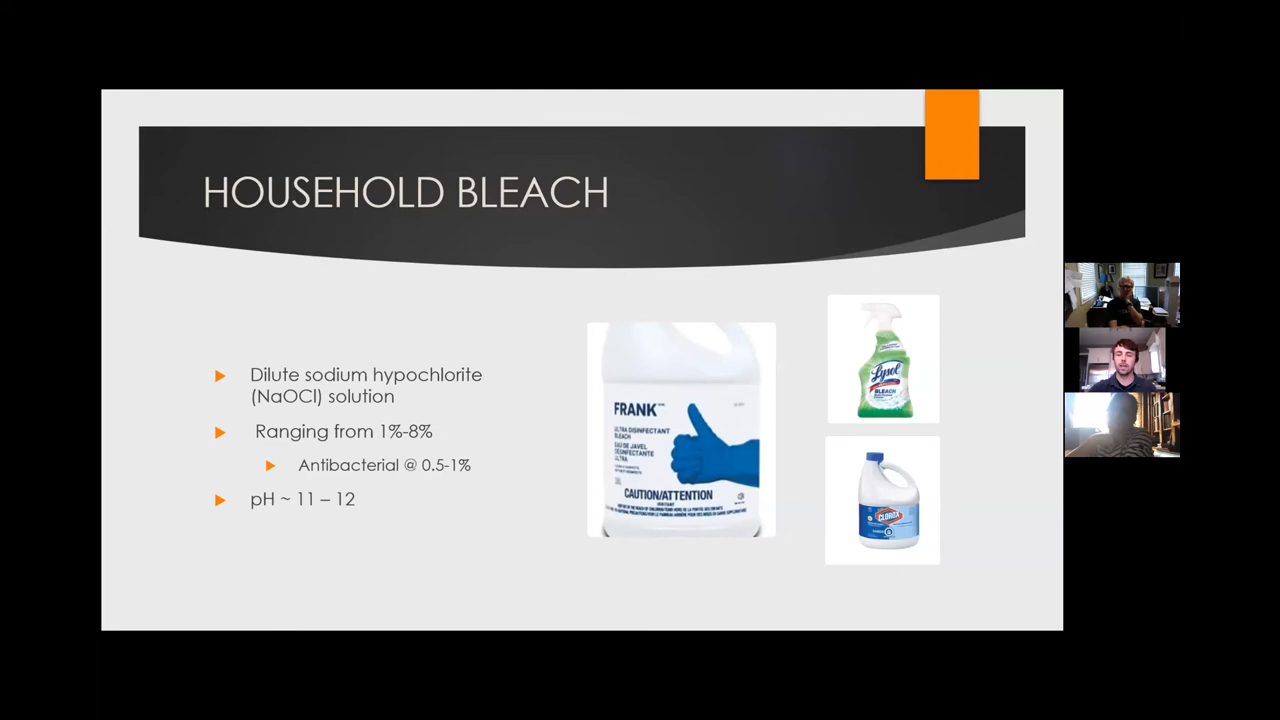 HOUSEHOLD BLEACH
Dilute sodium hypochlorite
(NaOCl) solution
Ranging from 1%-8%
Antibacterial @ 0.5-1%
pH ~ 11 – 12
FRANK
ULTRA DISINFECTANT
BLEACH
EAU DE JAVEL
DÉSINFECTANTE
ULTRA
CAUTION/ATTENTION
Lysol
BLEACH
CLOROX